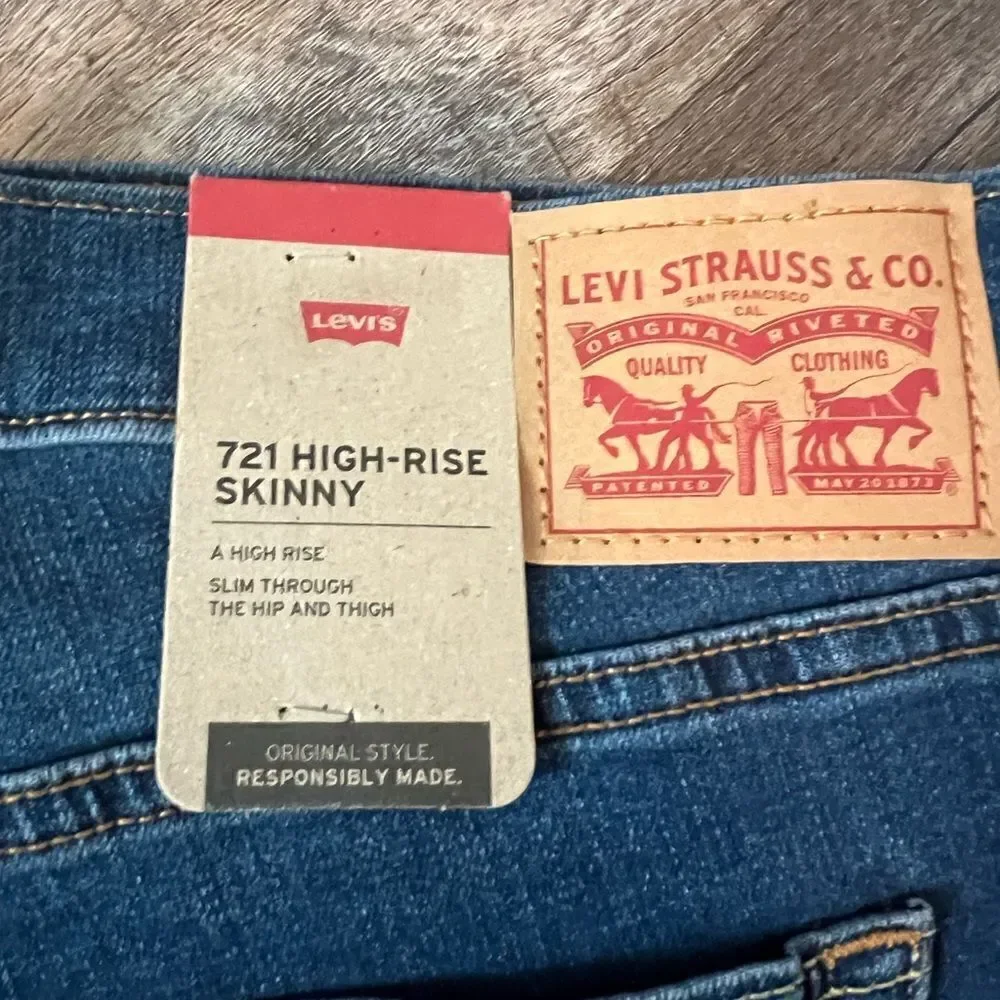 Levi's
721 HIGH-RISE
SKINNY
A HIGH RISE
SLIM THROUGH
THE HIP AND THIGH
ORIGINAL STYLE.
RESPONSIBLY MADE.
LEVI STRAUSS & CO.
SAN FRANCISCO
CAL.
ORIGINAL RIVETED
QUALITY CLOTHING
PATENTED MAY 20 1873 ®